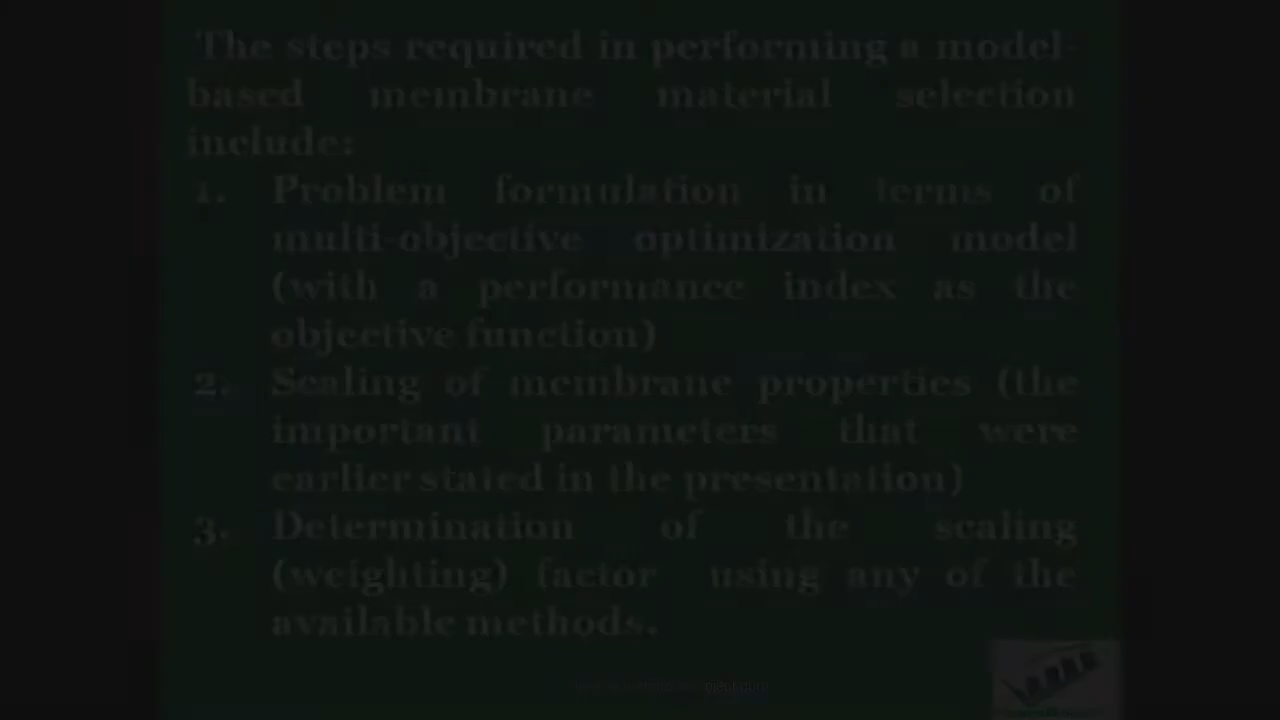 The steps required in performing a model-
based membrane material selection
include:
1. Problem formulation in terms of
multi-objective optimization model
(with a performance index as the
objective function)
2. Scaling of membrane properties (the
important parameters that were
earlier stated in the presentation)
3. Determination of the scaling
(weighting) factor using any of the
available methods.